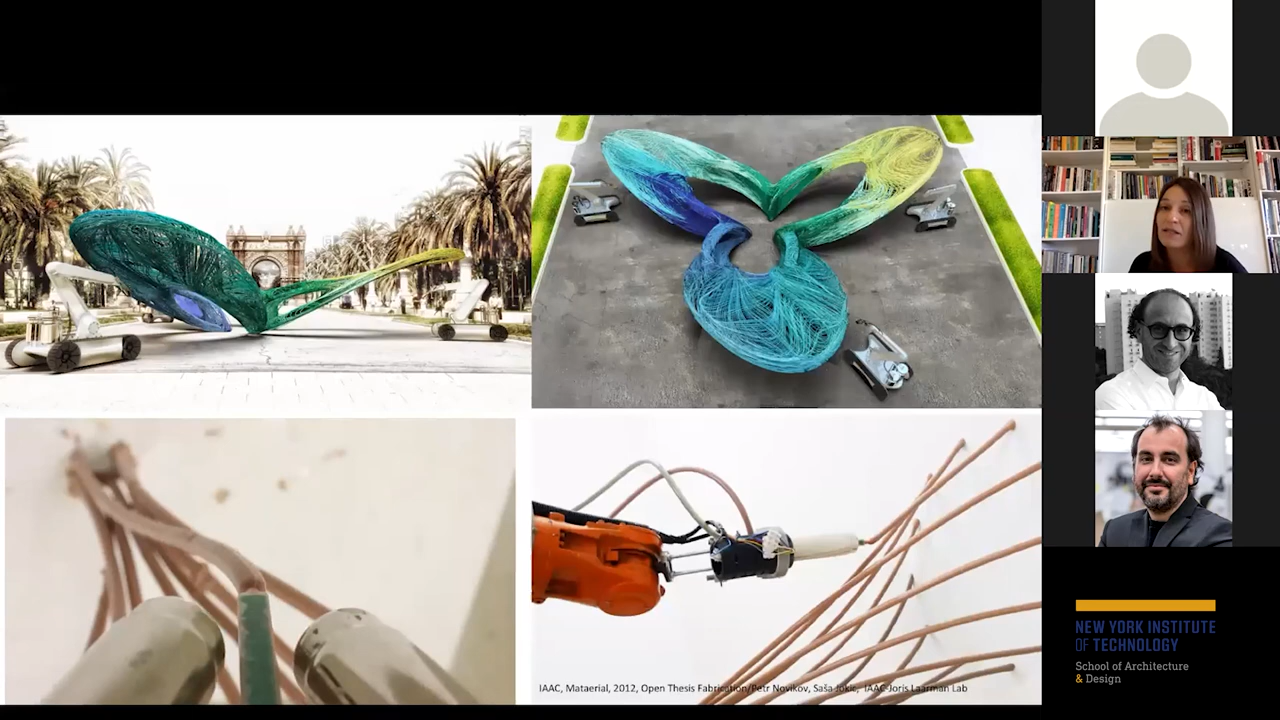 IAAC, Mataerial, 2012, Open Thesis Fabrication/Petr Novikov, Saša Jokic, IAAC-Joris Laarman Lab
NEW YORK INSTITUTE
OF TECHNOLOGY
School of Architecture
& Design